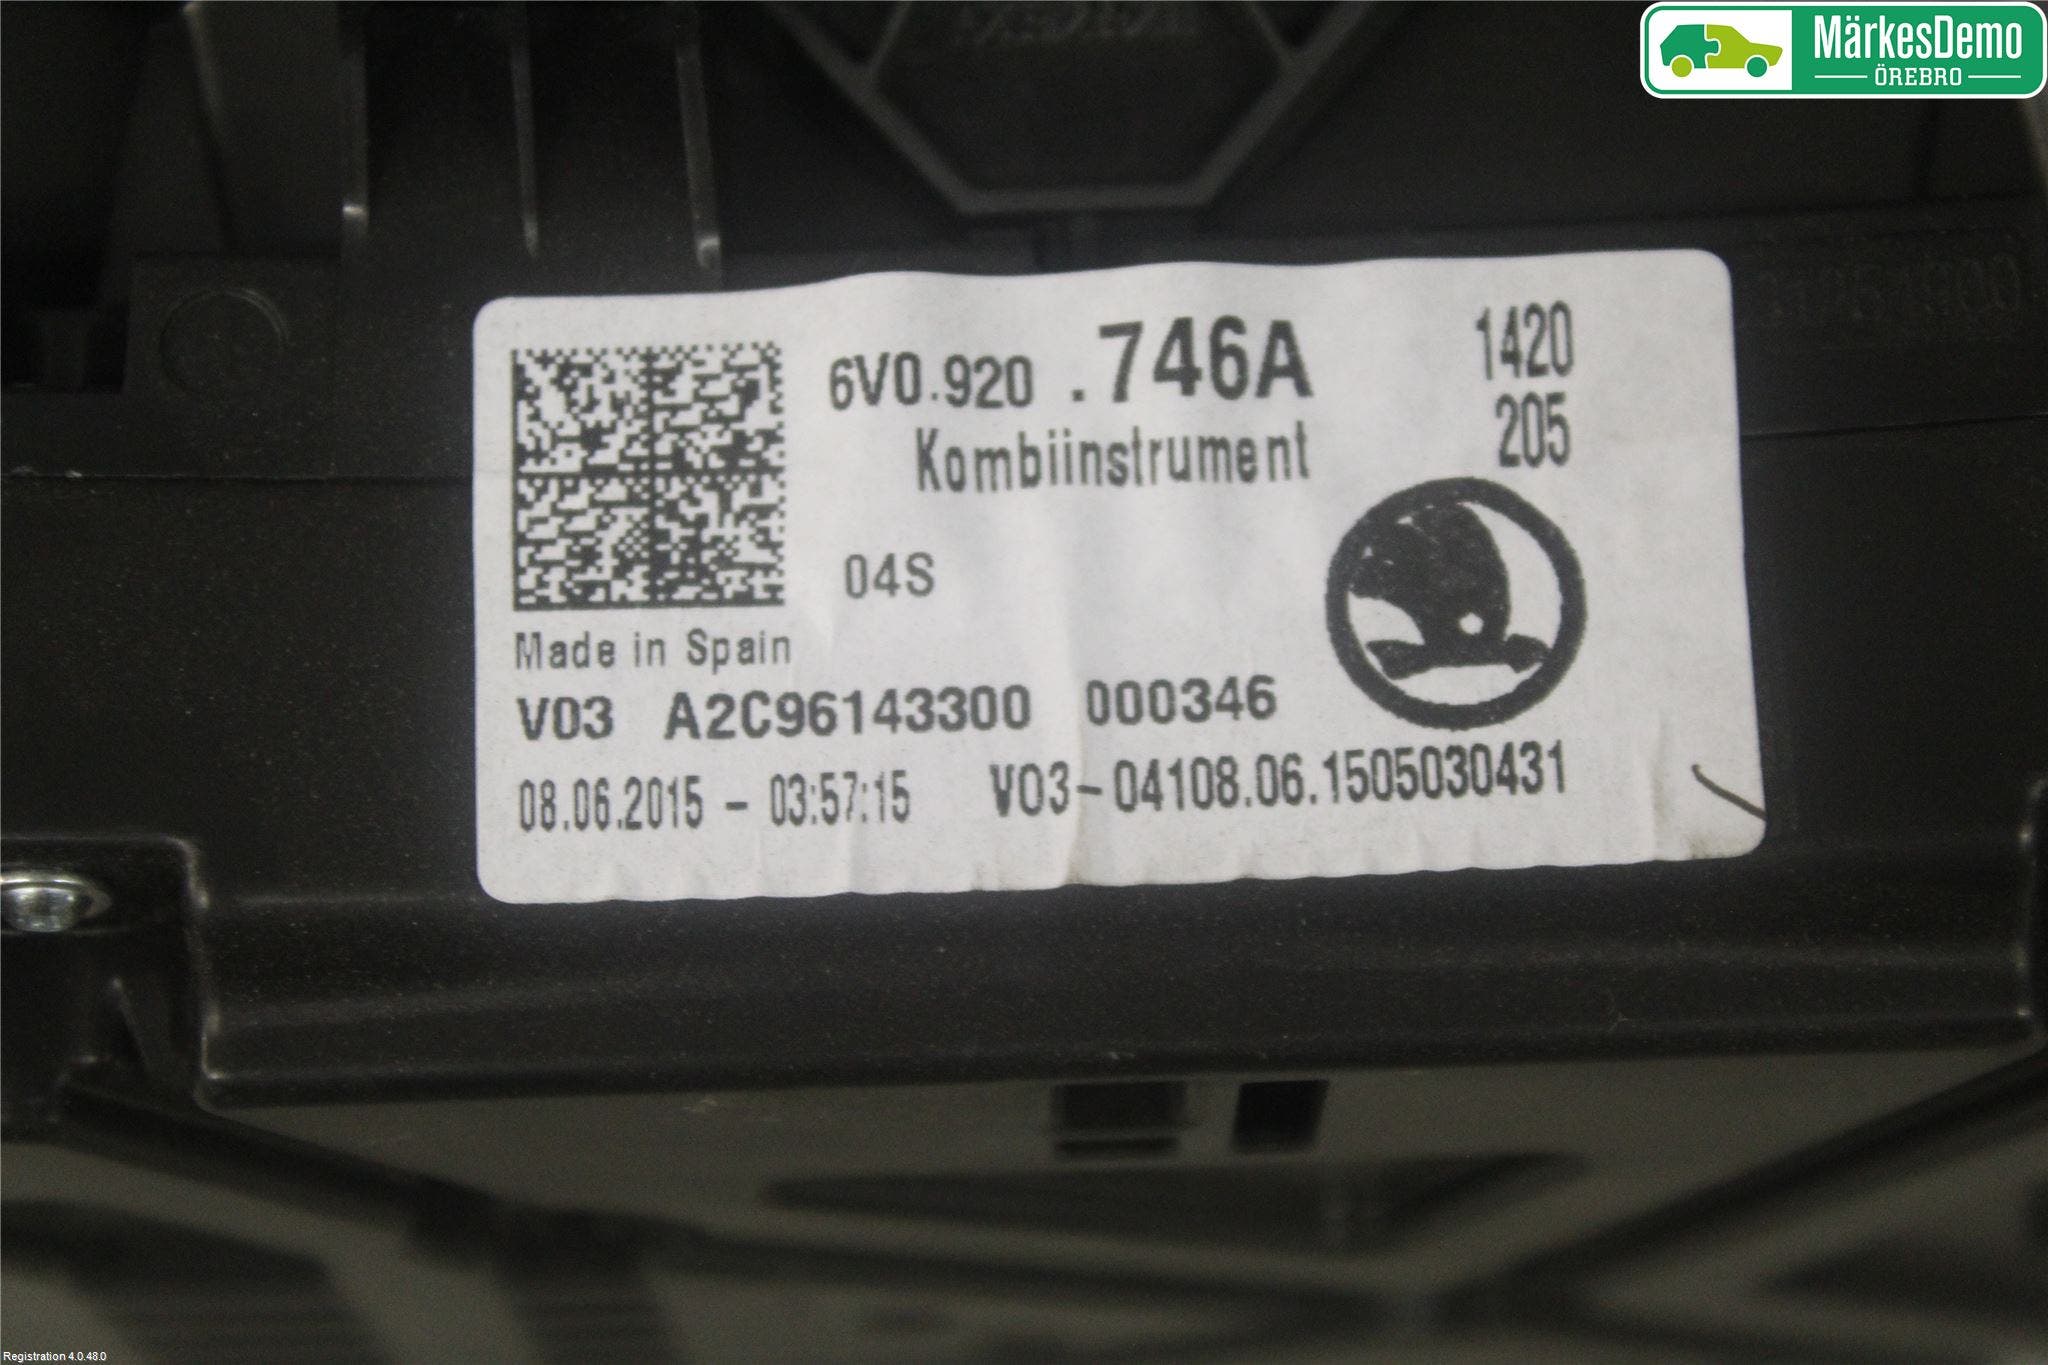 MärkesDemo
ÖREBRO
6V0.920 .746A 1420
Kombiinstrument 205
04S
Made in Spain
V03 A2C96143300 000346
08.06.2015 - 03:57:15 V03-04108.06.1505030431
Registration 4.0.48.0